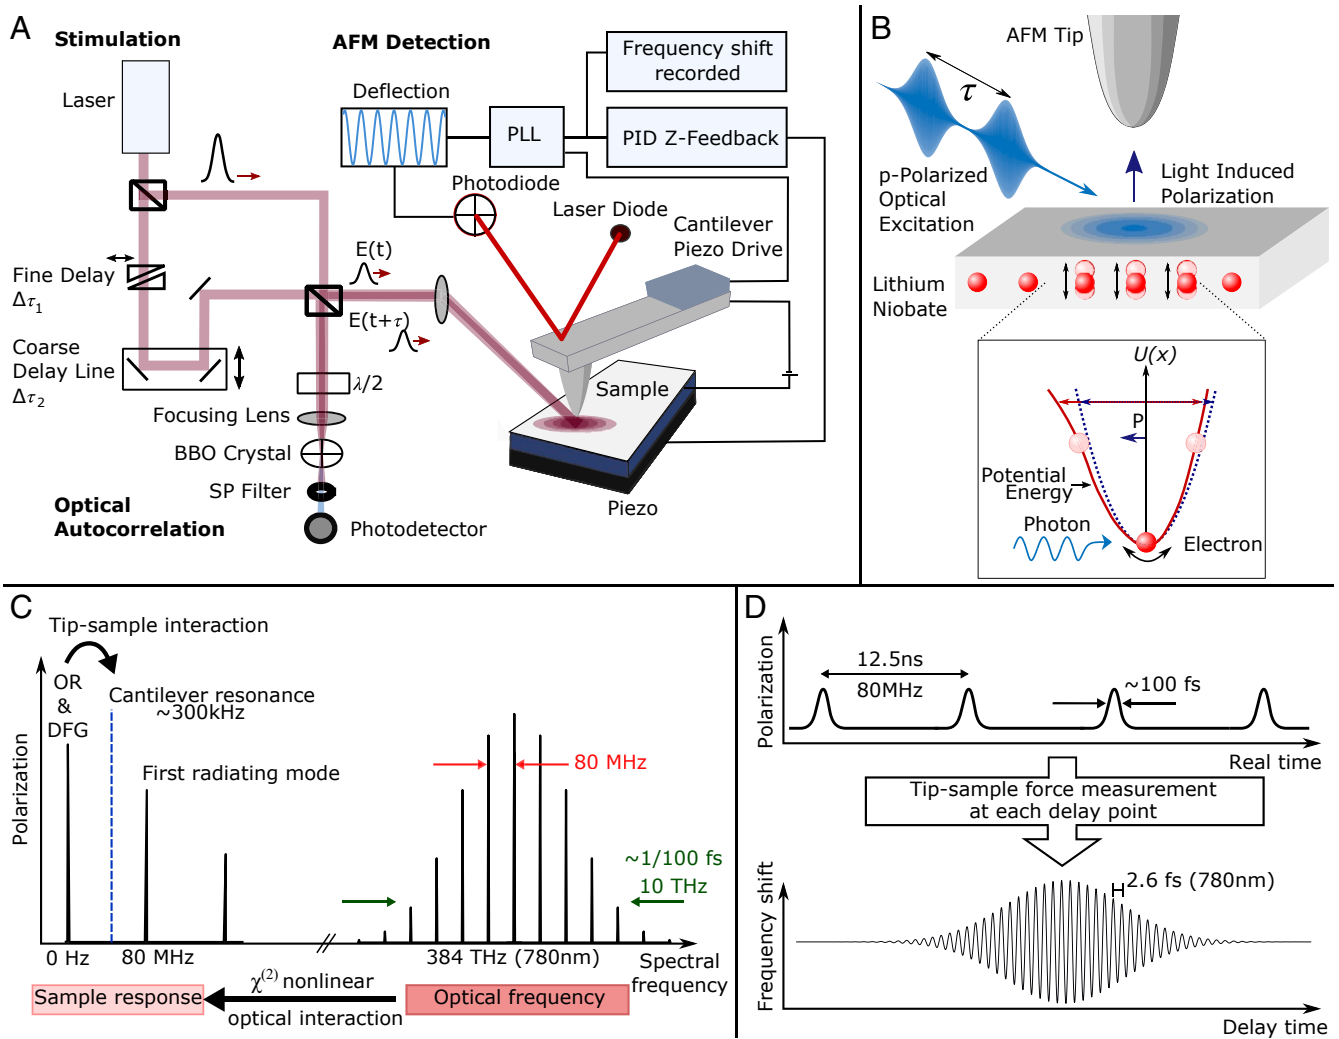 A
Stimulation
Laser
Fine Delay
Δτ1
Coarse
Delay Line
Δτ2
Optical
Autocorrelation
AFM Detection
Deflection
Frequency shift
recorded
PLL
PID Z-Feedback
Photodiode
Laser Diode
Cantilever
Piezo Drive
E(t)
E(t+τ)
λ/2
Focusing Lens
BBO Crystal
SP Filter
Photodetector
Sample
Piezo
B
AFM Tip
τ
p-Polarized
Optical
Excitation
Light Induced
Polarization
Lithium
Niobate
U(x)
P
Potential
Energy
Photon
Electron
C
Tip-sample interaction
OR
&
DFG
Cantilever resonance
~300kHz
First radiating mode
Polarization
80 MHz
~1/100 fs
10 THz
0 Hz
80 MHz
384 THz (780nm)
Spectral
frequency
Sample response
χ(2) nonlinear
optical interaction
Optical frequency
D
Polarization
12.5ns
80MHz
~100 fs
Real time
Tip-sample force measurement
at each delay point
Frequency shift
2.6 fs (780nm)
Delay time